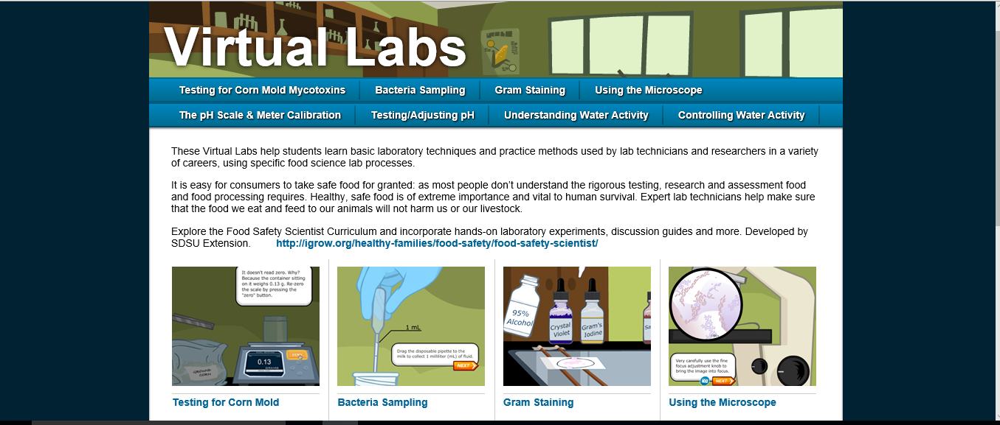 Virtual Labs
Testing for Corn Mold Mycotoxins
Bacteria Sampling
Gram Staining
Using the Microscope
The pH Scale & Meter Calibration
Testing/Adjusting pH
Understanding Water Activity
Controlling Water Activity
These Virtual Labs help students learn basic laboratory techniques and practice methods used by lab technicians and researchers in a variety
of careers, using specific food science lab processes.
It is easy for consumers to take safe food for granted: as most people don’t understand the rigorous testing, research and assessment food
and food processing requires. Healthy, safe food is of extreme importance and vital to human survival. Expert lab technicians help make sure
that the food we eat and feed to our animals will not harm us or our livestock.
Explore the Food Safety Scientist Curriculum and incorporate hands-on laboratory experiments, discussion guides and more. Developed by
SDSU Extension. http://igrow.org/healthy-families/food-safety/food-safety-scientist/
It doesn't read zero. Why?
Because the container sitting
on it weighs 0.13 g. Re-zero
the scale by pressing the
"zero" button.
0.13
ZERO
GROUND
CORN
Testing for Corn Mold
1 mL
Drag the disposable pipette to the
milk to collect 1 milliliter (mL) of fluid.
NEXT
Bacteria Sampling
95%
Alcohol
Crystal
Violet
Gram's
Iodine
Gram Staining
Very carefully use the fine
focus adjustment knob to
bring the image into focus.
NEXT
Using the Microscope